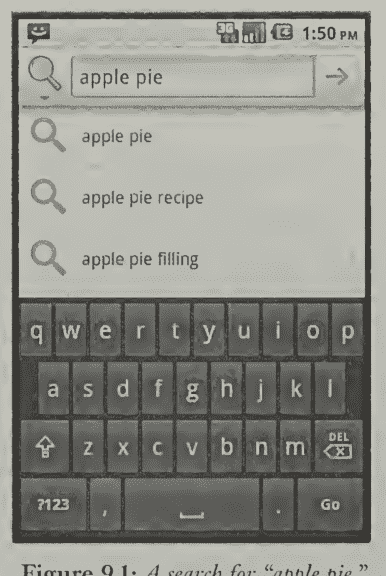 3G 1:50 PM
apple pie
apple pie
apple pie recipe
apple pie filling
q w e r t y u i o p
a s d f g h j k l
DEL
z x c v b n m
?123 , . Go
Figure 9.1: A search for “apple pie.”